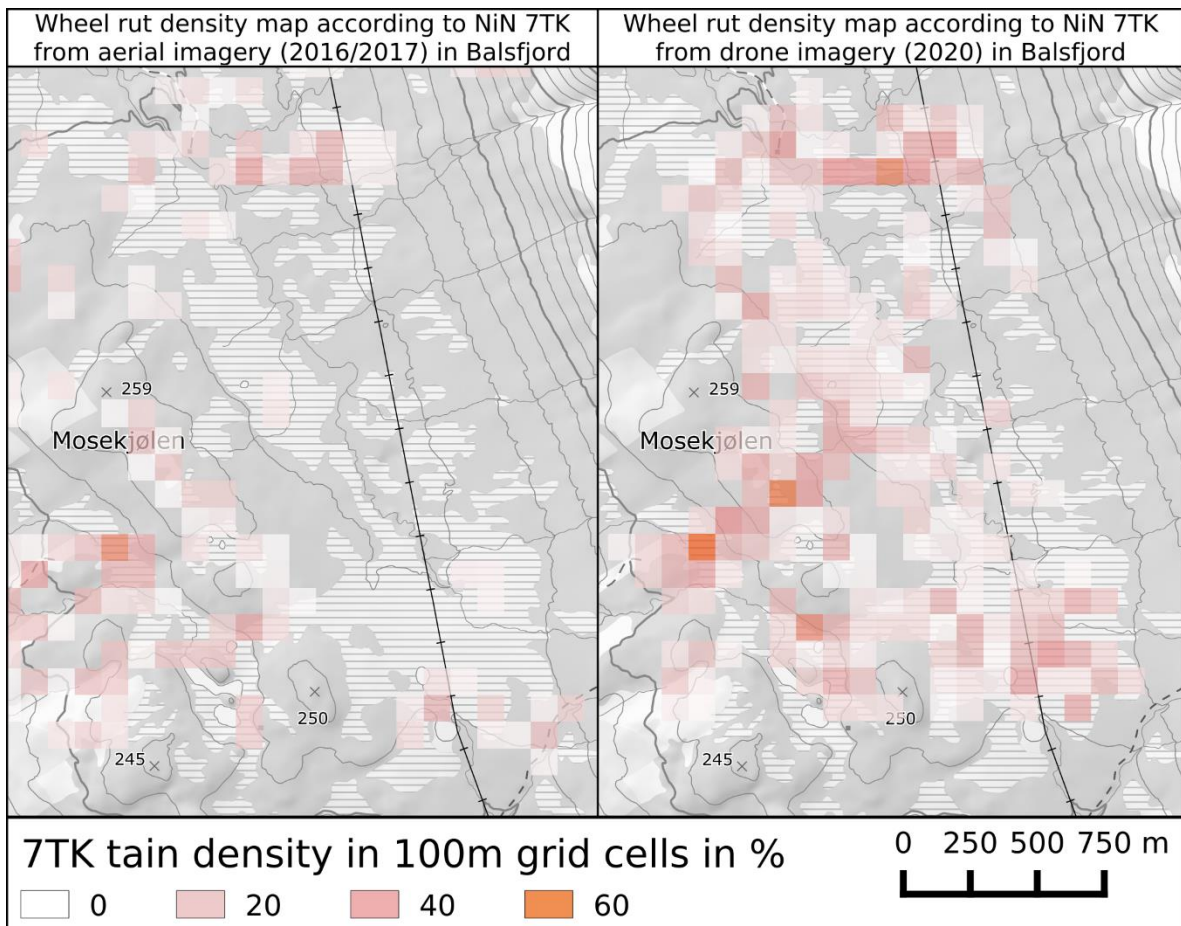 Wheel rut density map according to NiN 7TK
from aerial imagery (2016/2017) in Balsfjord
Wheel rut density map according to NiN 7TK
from drone imagery (2020) in Balsfjord
259
Mosekjølen
250
245
259
Mosekjølen
250
245
7TK tain density in 100m grid cells in %
0 20 40 60
0 250 500 750 m